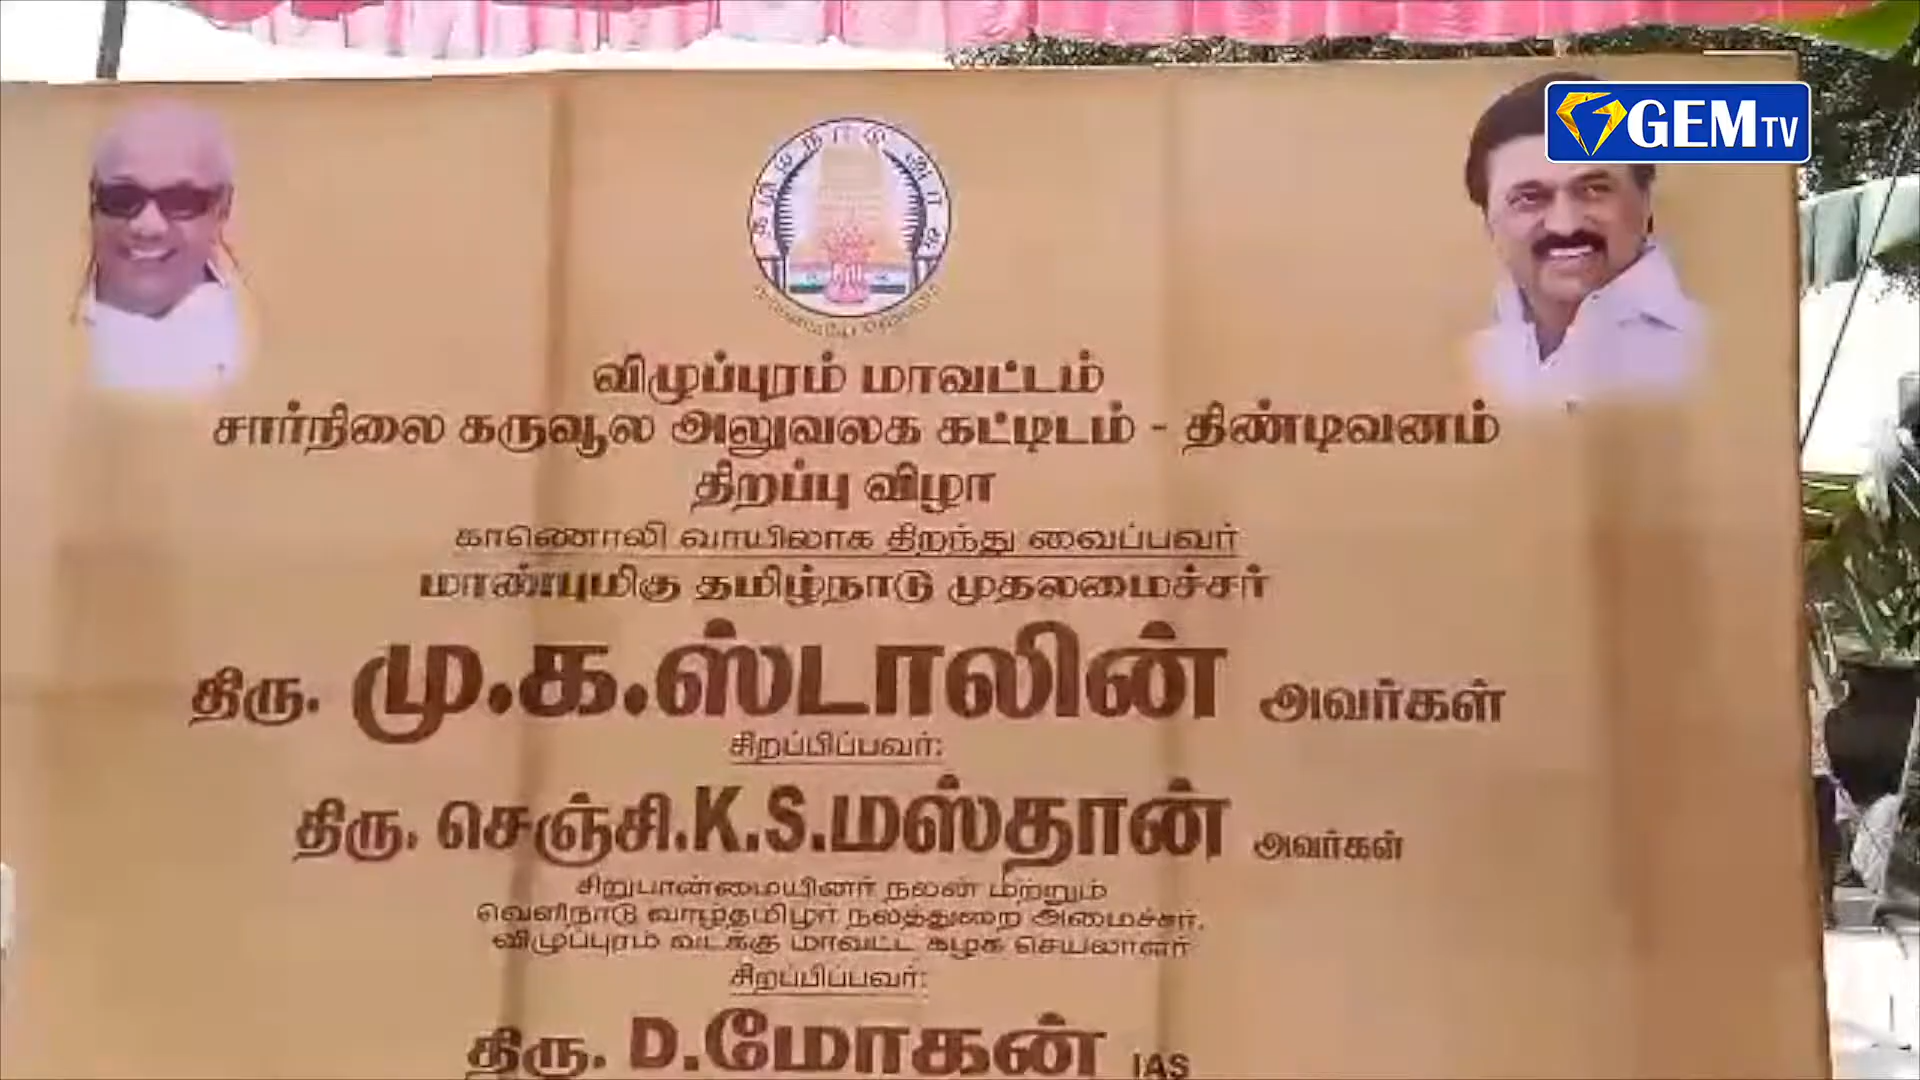 GEM TV
தமிழ்நாடு அரசு
விழுப்புரம் மாவட்டம்
சார்நிலை கருவூல அலுவலக கட்டிடம் - திண்டிவனம்
திறப்பு விழா
காணொலி வாயிலாக திறந்து வைப்பவர்
மாண்புமிகு தமிழ்நாடு முதலமைச்சர்
திரு. மு.க.ஸ்டாலின் அவர்கள்
சிறப்பிப்பவர்:
திரு. செஞ்சி.K.S.மஸ்தான் அவர்கள்
சிறுபான்மையினர் நலன் மற்றும்
வெளிநாடு வாழ்தமிழர் நலத்துறை அமைச்சர்.
விழுப்புரம் வடக்கு மாவட்ட கழக செயலாளர்
சிறப்பிப்பவர்:
திரு. D.மோகன் IAS